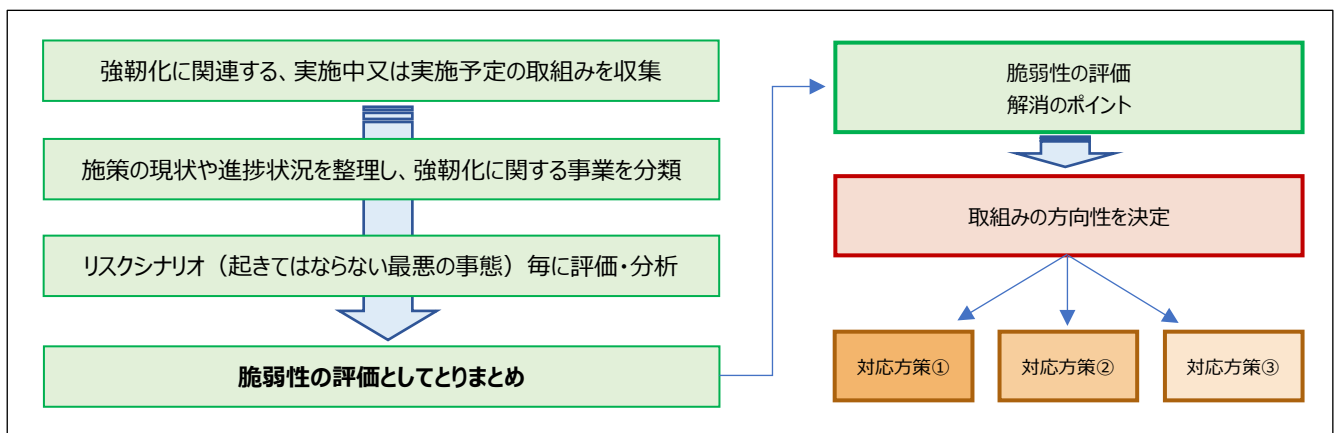 強靭化に関連する、実施中又は実施予定の取組みを収集
施策の現状や進捗状況を整理し、強靭化に関する事業を分類
リスクシナリオ（起きてはならない最悪の事態）毎に評価・分析
脆弱性の評価としてとりまとめ
脆弱性の評価
解消のポイント
取組みの方向性を決定
対応方策①
対応方策②
対応方策③